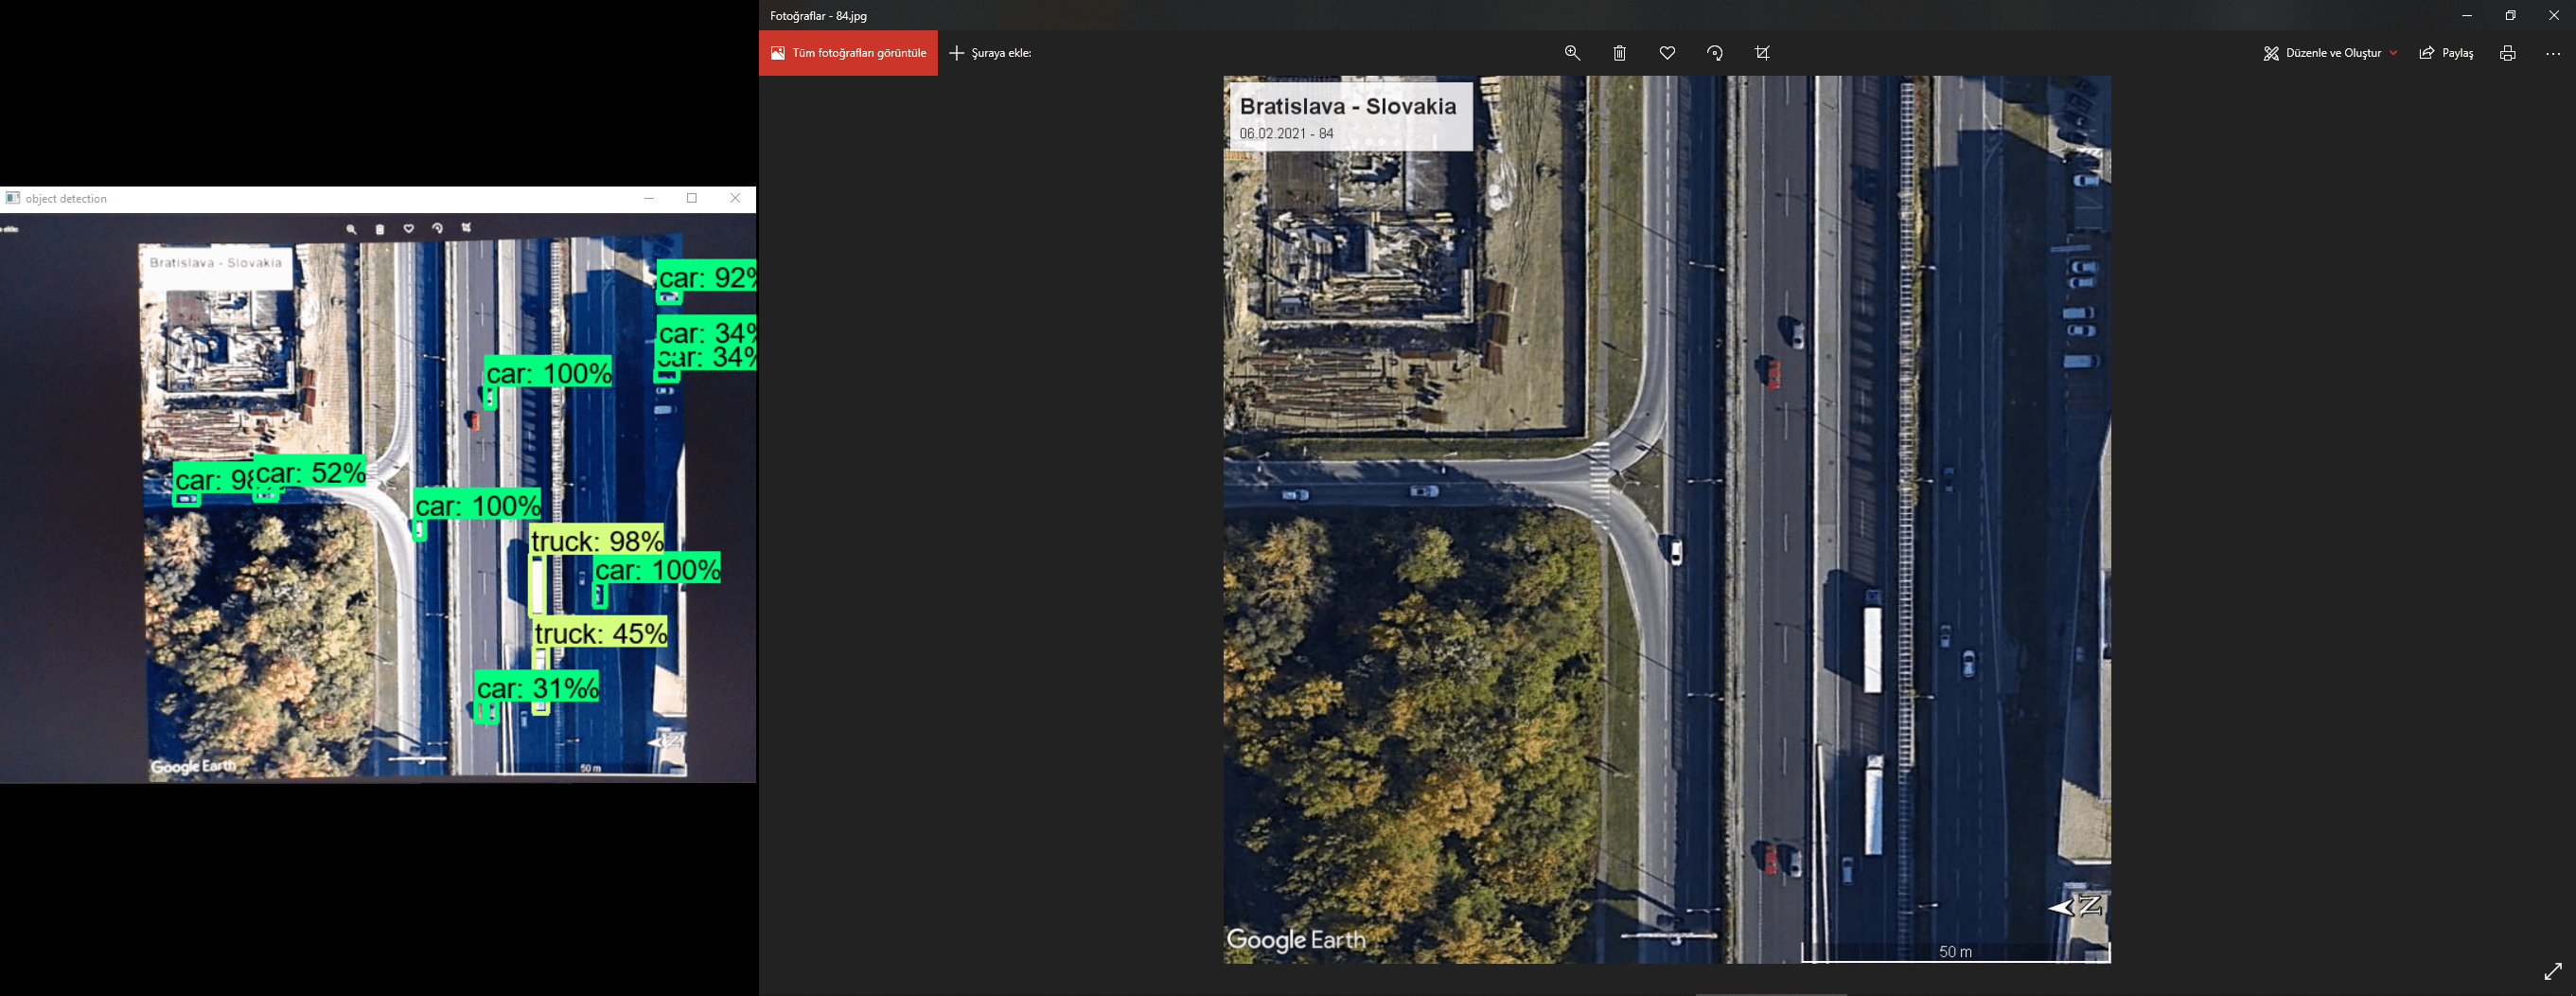 object detection
Bratislava - Slovakia
car: 92%
car: 34%
car: 34%
car: 100%
car: 98
car: 52%
car: 100%
truck: 98%
car: 100%
truck: 45%
car: 31%%
Google Earth
50 m
Fotoğraflar - 84.jpg
Tüm fotoğrafları görüntüle
Şuraya ekle:
Düzenle ve Oluştur
Paylaş
Bratislava - Slovakia
06.02.2021 - 84
N
Google Earth
50 m